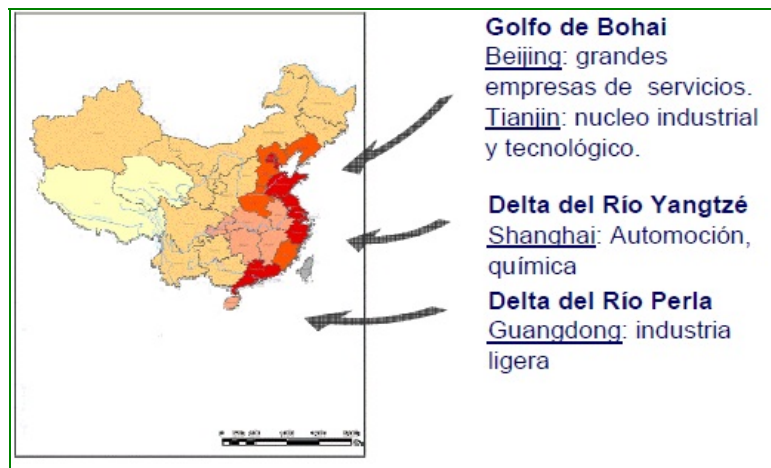 Golfo de Bohai
Beijing: grandes
empresas de servicios.
Tianjin: nucleo industrial
y tecnológico.
Delta del Río Yangtzé
Shanghai: Automoción,
química
Delta del Río Perla
Guangdong: industria
ligera